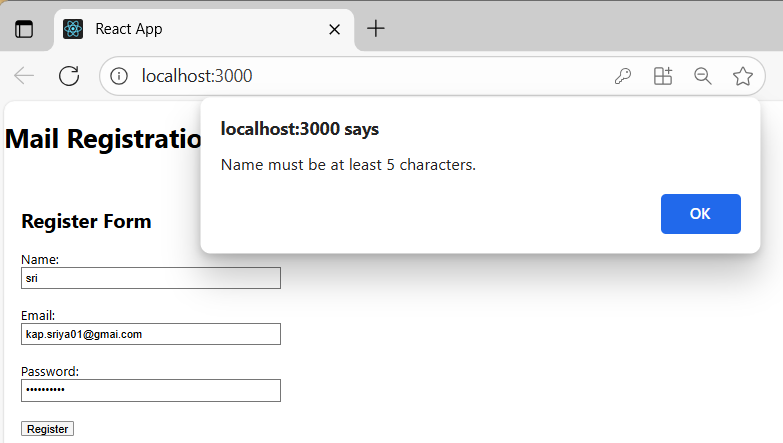 React App
localhost:3000
localhost:3000 says
Name must be at least 5 characters.
OK
Mail Registratio
Register Form
Name:
sri
Email:
kap.sriya01@gmai.com
Password:
••••••••••
Register